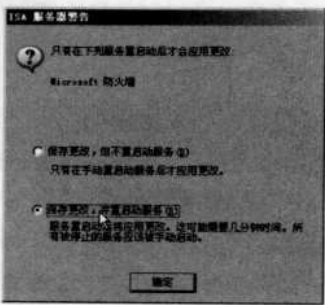 ISA 服务器警告
只有在下列服务重启动后才会应用更改:
Microsoft 防火墙
保存更改，但不重启动服务(D)
只有在手动重启动服务后才应用更改。
保存更改，并重启动服务(S)
服务重启动后将应用更改。这可能需要几分钟时间。所
有被停止的服务应该被手动启动。
确定